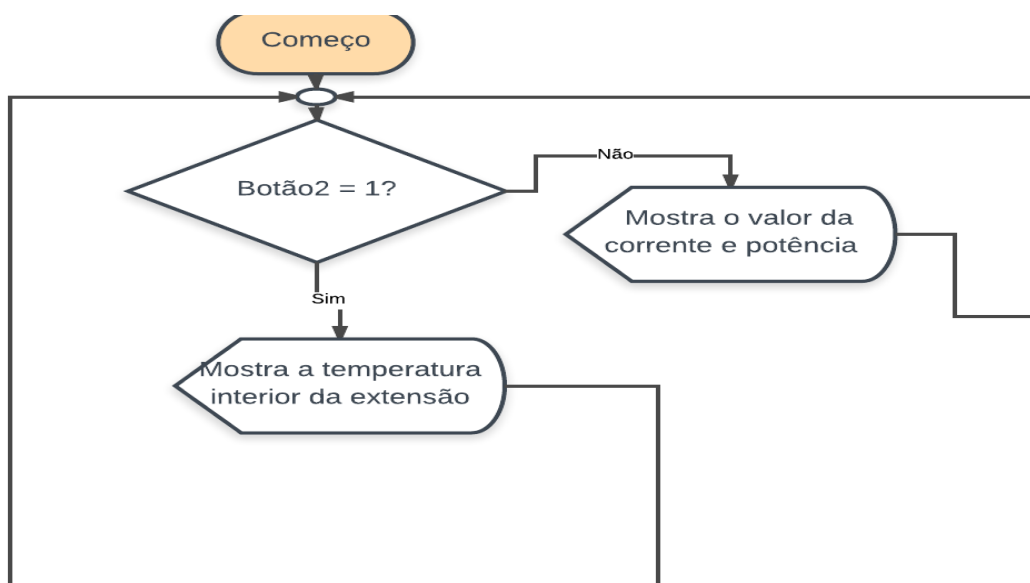 Começo
Botão2 = 1?
Não
Mostra o valor da
corrente e potência
Sim
Mostra a temperatura
interior da extensão